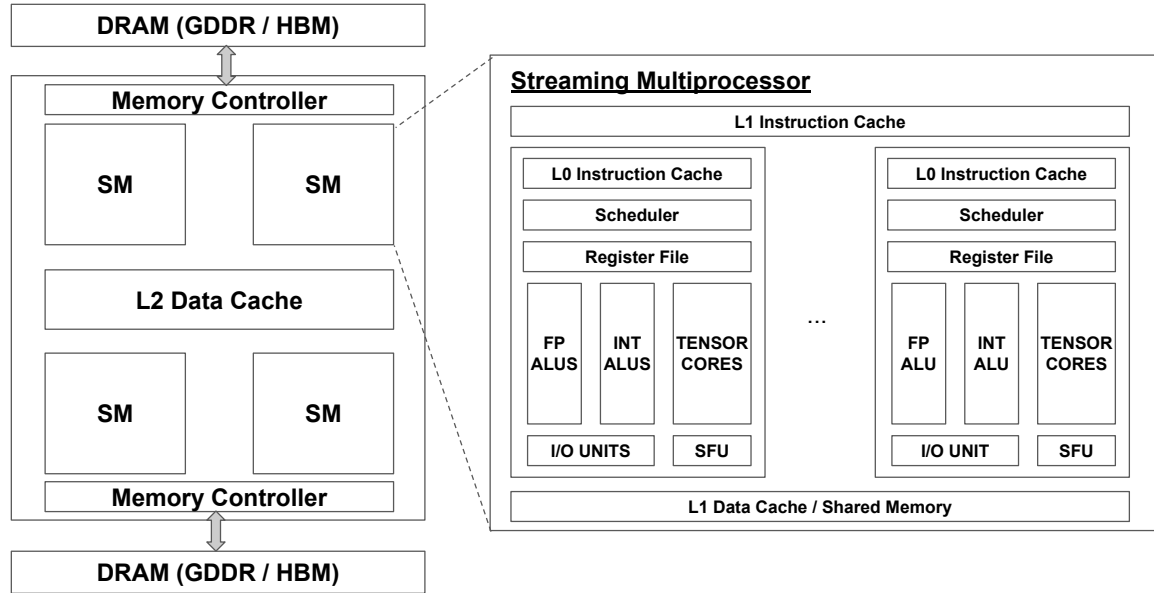 DRAM (GDDR / HBM)
Memory Controller
SM
SM
L2 Data Cache
SM
SM
Memory Controller
DRAM (GDDR / HBM)
Streaming Multiprocessor
L1 Instruction Cache
L0 Instruction Cache
Scheduler
Register File
FP
ALUS
INT
ALUS
TENSOR
CORES
I/O UNITS
SFU
...
L0 Instruction Cache
Scheduler
Register File
FP
ALU
INT
ALU
TENSOR
CORES
I/O UNIT
SFU
L1 Data Cache / Shared Memory